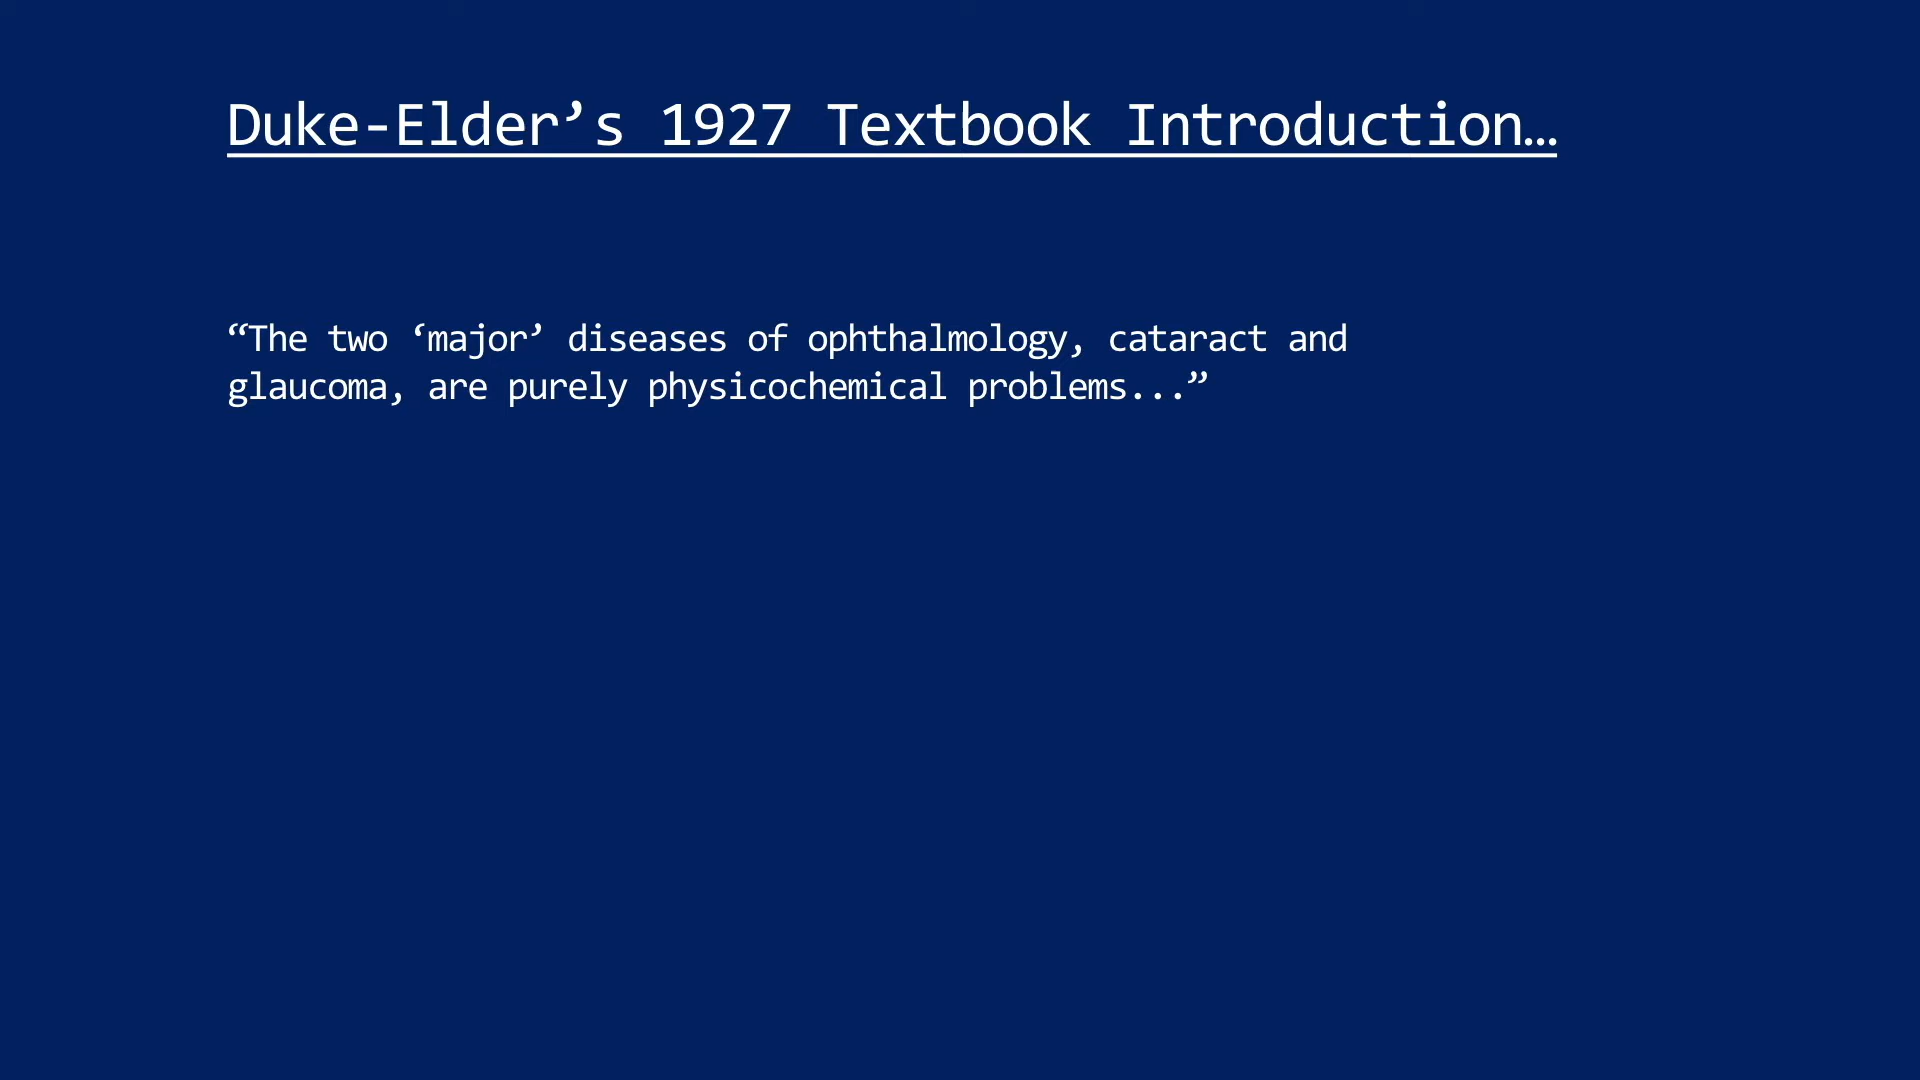 Duke-Elder’s 1927 Textbook Introduction…
“The two ‘major’ diseases of ophthalmology, cataract and
glaucoma, are purely physicochemical problems...”